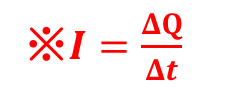 ※I = ΔQ/Δt